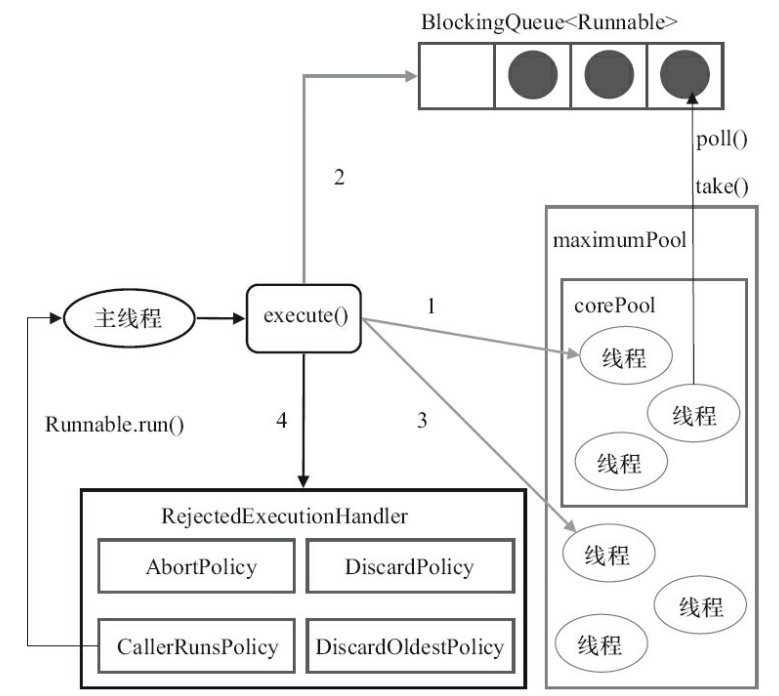 BlockingQueue<Runnable>
poll()
2
take()
maximumPool
主线程
execute()
1
corePool
线程
Runnable.run()
4
3
线程
线程
RejectedExecutionHandler
AbortPolicy
DiscardPolicy
线程
线程
CallerRunsPolicy
DiscardOldestPolicy
线程